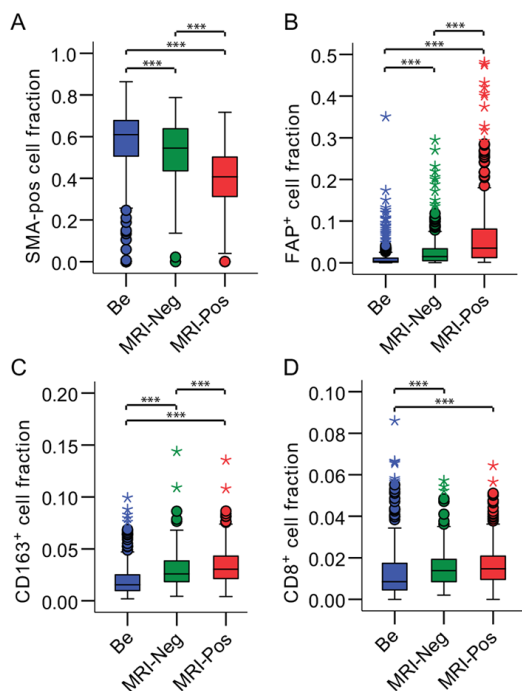 A
SMA-pos cell fraction
1.0
0.8
0.6
0.4
0.2
0.0
***
***
***
Be
MRI-Neg
MRI-Pos
B
FAP⁺ cell fraction
0.5
0.4
0.3
0.2
0.1
0.0
***
***
***
Be
MRI-Neg
MRI-Pos
C
CD163⁺ cell fraction
0.20
0.15
0.10
0.05
0.00
***
***
***
Be
MRI-Neg
MRI-Pos
D
CD8⁺ cell fraction
0.10
0.08
0.06
0.04
0.02
0.00
***
***
Be
MRI-Neg
MRI-Pos